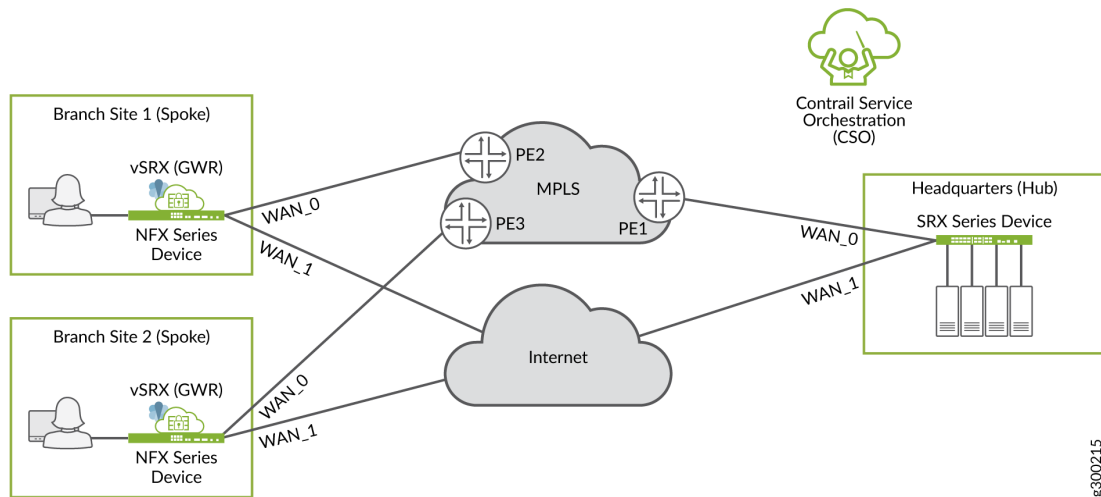 Contrail Service
Orchestration
(CSO)
Branch Site 1 (Spoke)
vSRX (GWR)
NFX Series
Device
WAN_0
WAN_1
PE2
MPLS
PE3
PE1
Headquarters (Hub)
SRX Series Device
WAN_0
WAN_1
Branch Site 2 (Spoke)
vSRX (GWR)
NFX Series
Device
WAN_0
WAN_1
Internet
g300215